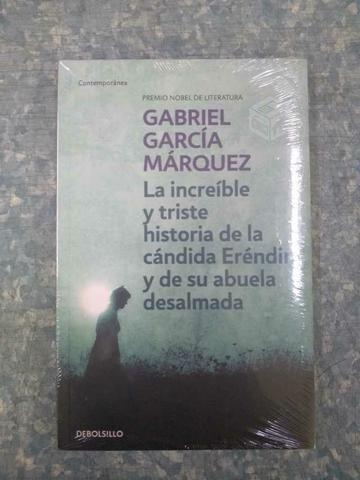 Contemporánea
PREMIO NOBEL DE LITERATURA
GABRIEL
GARCÍA
MÁRQUEZ
La increíble
y triste
historia de la
cándida Eréndir
y de su abuela
desalmada
DEBOLSILLO